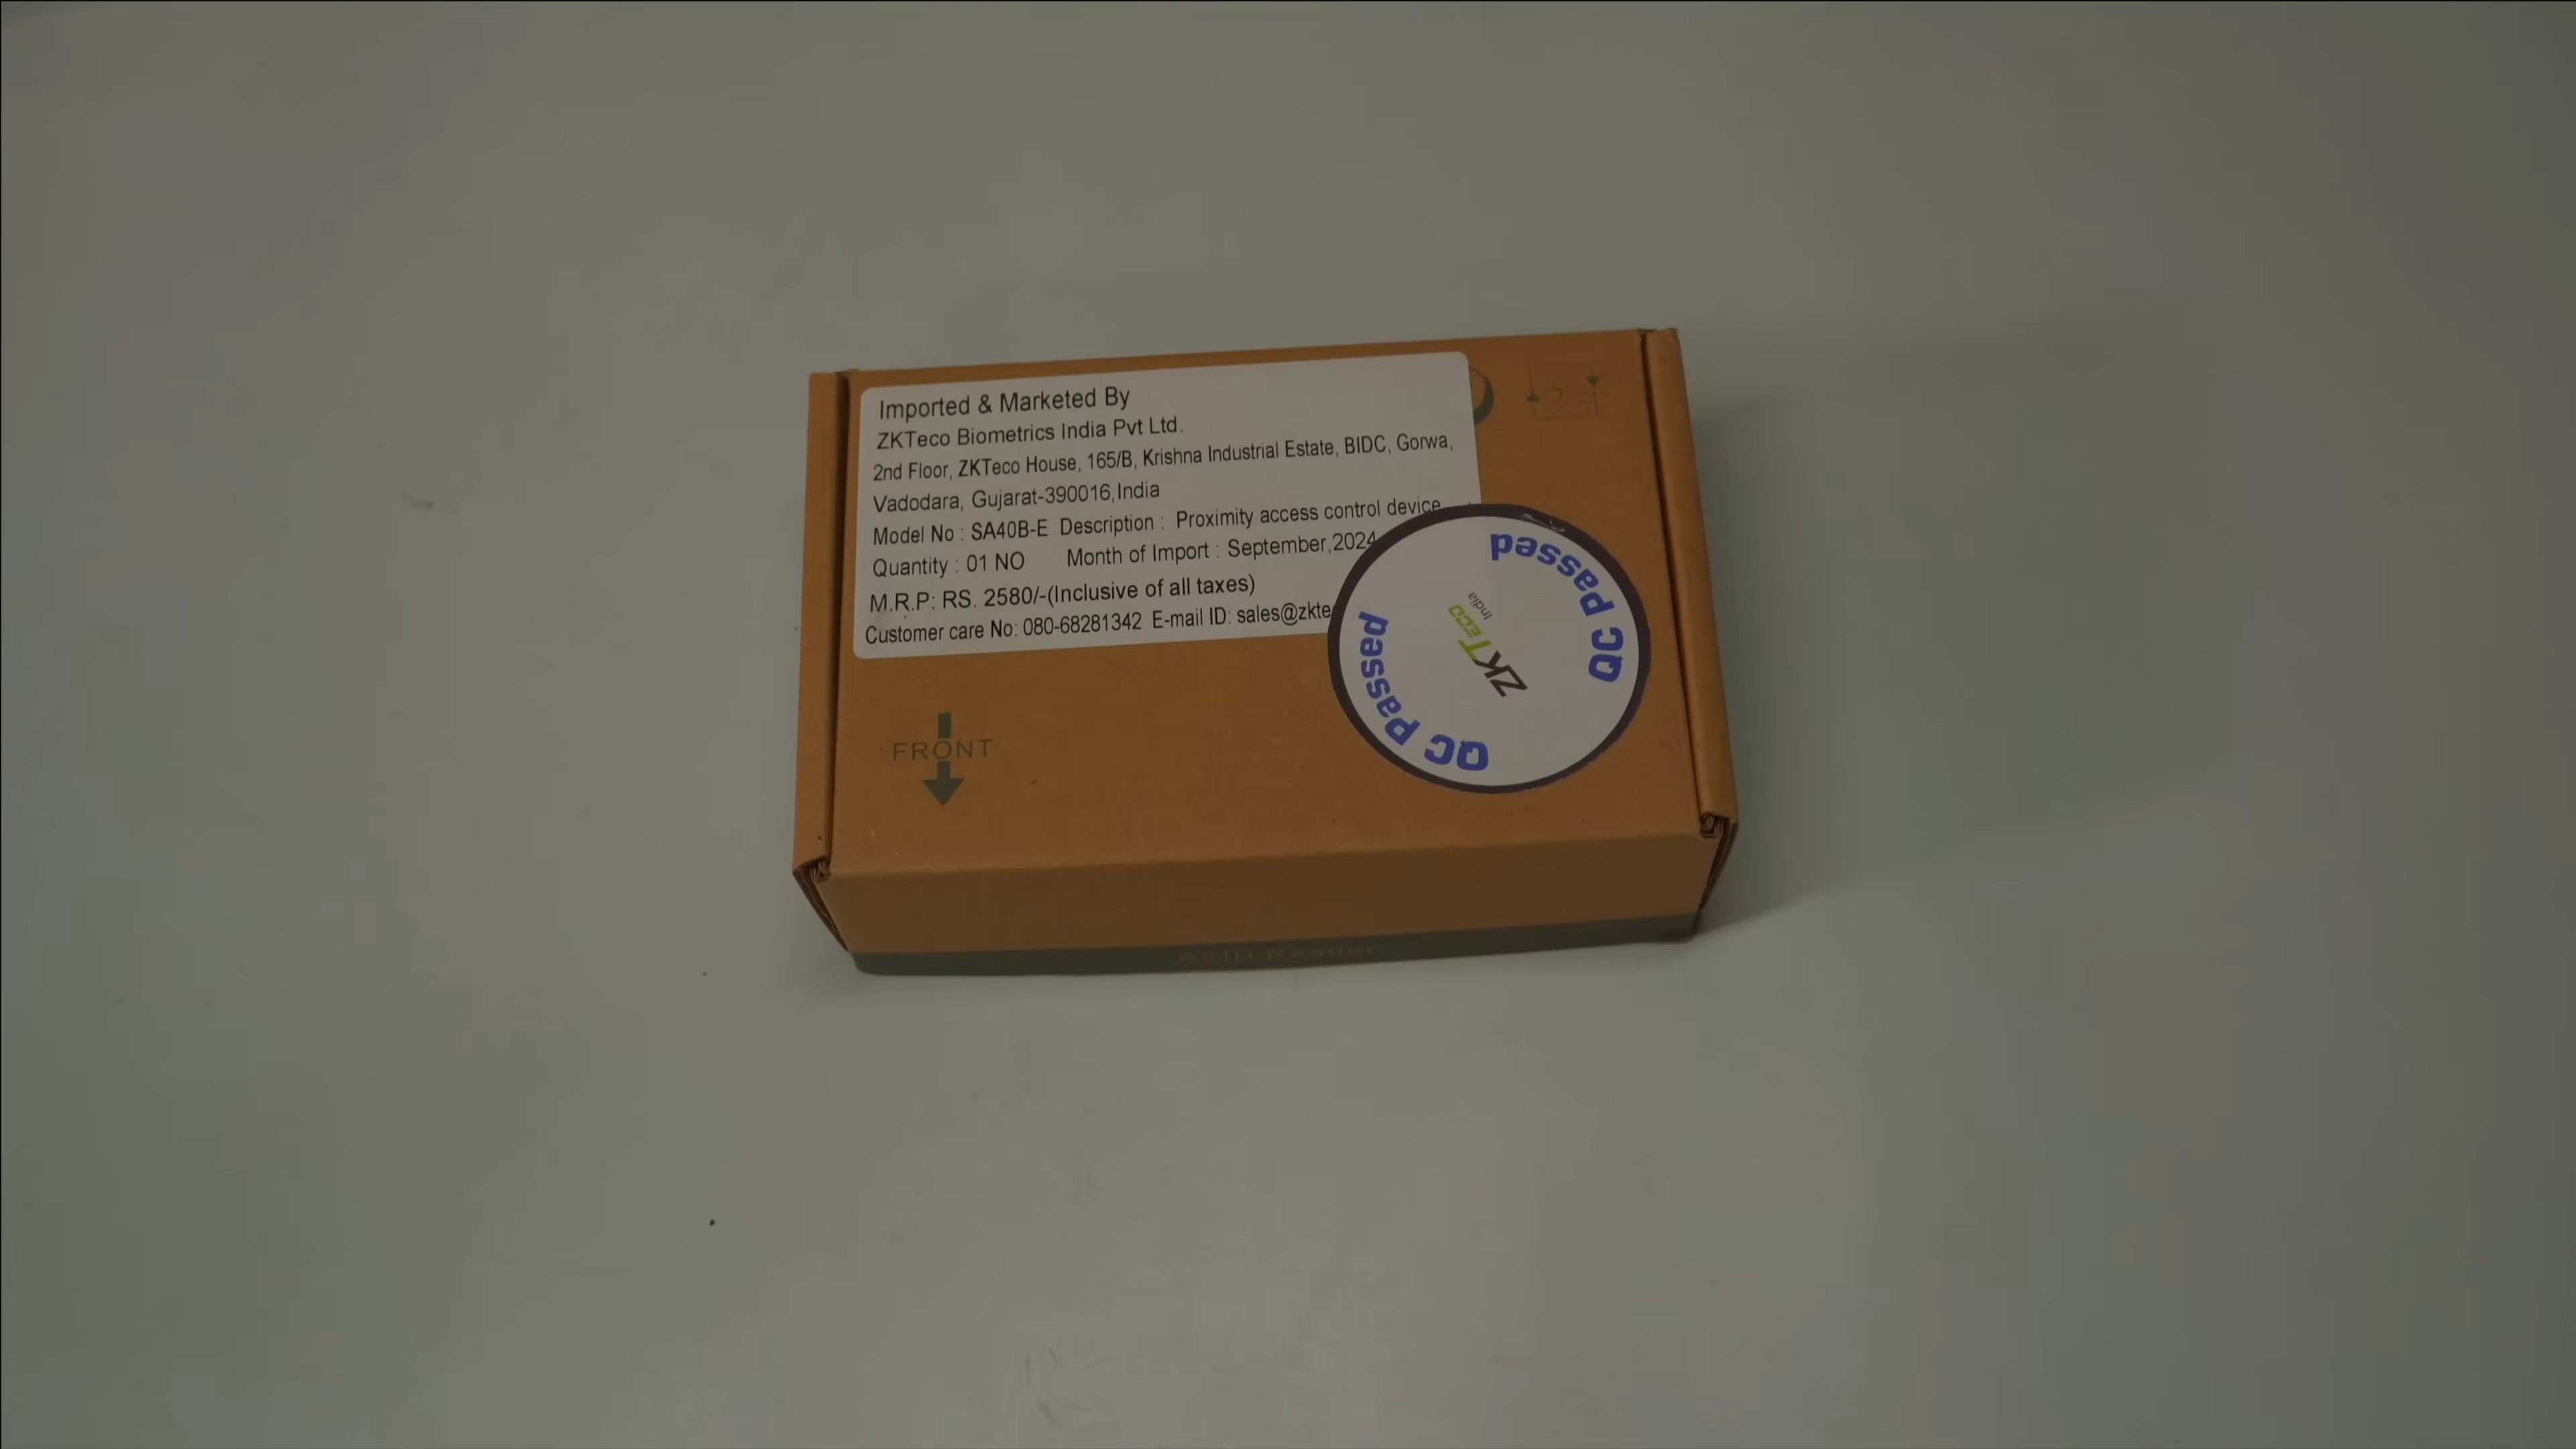 Imported & Marketed By
ZKTeco Biometrics India Pvt Ltd.
2nd Floor, ZKTeco House, 165/B, Krishna Industrial Estate, BIDC, Gorwa,
Vadodara, Gujarat-390016,India
Model No : SA40B-E Description : Proximity access control device
Quantity : 01 NO Month of Import : September,2024
M.R.P: RS. 2580/-(Inclusive of all taxes)
Customer care No: 080-68281342 E-mail ID: sales@zkte
QC Passed
ZKTeco
India
QC Passed
FRONT
RFID Reader